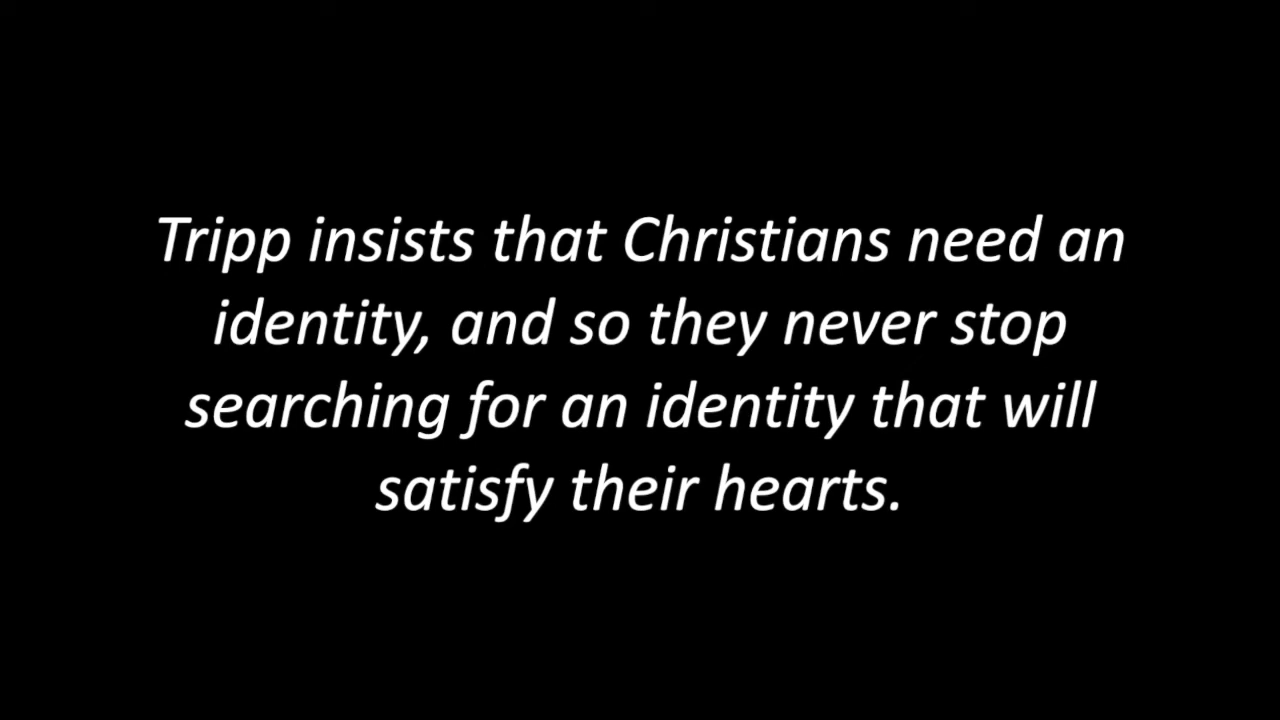 Tripp insists that Christians need an
identity, and so they never stop
searching for an identity that will
satisfy their hearts.